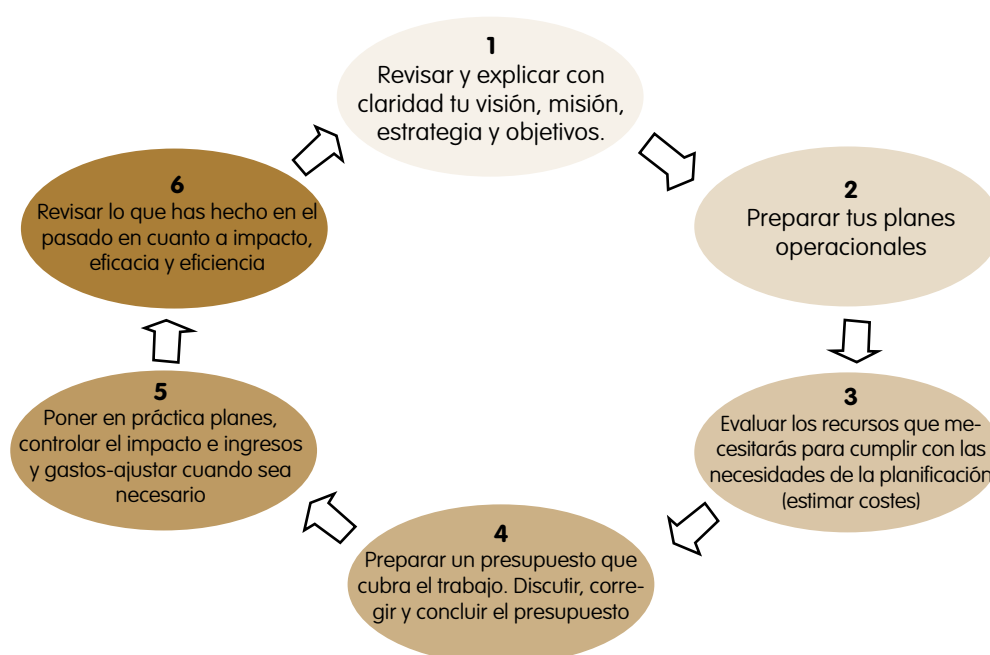 1
Revisar y explicar con
claridad tu visión, misión,
estrategia y objetivos.
2
Preparar tus planes
operacionales
3
Evaluar los recursos que me-
cesitarás para cumplir con las
necesidades de la planificación
(estimar costes)
4
Preparar un presupuesto que
cubra el trabajo. Discutir, corre-
gir y concluir el presupuesto
5
Poner en práctica planes,
controlar el impacto e ingresos
y gastos-ajustar cuando sea
necesario
6
Revisar lo que has hecho en el
pasado en cuanto a impacto,
eficacia y eficiencia